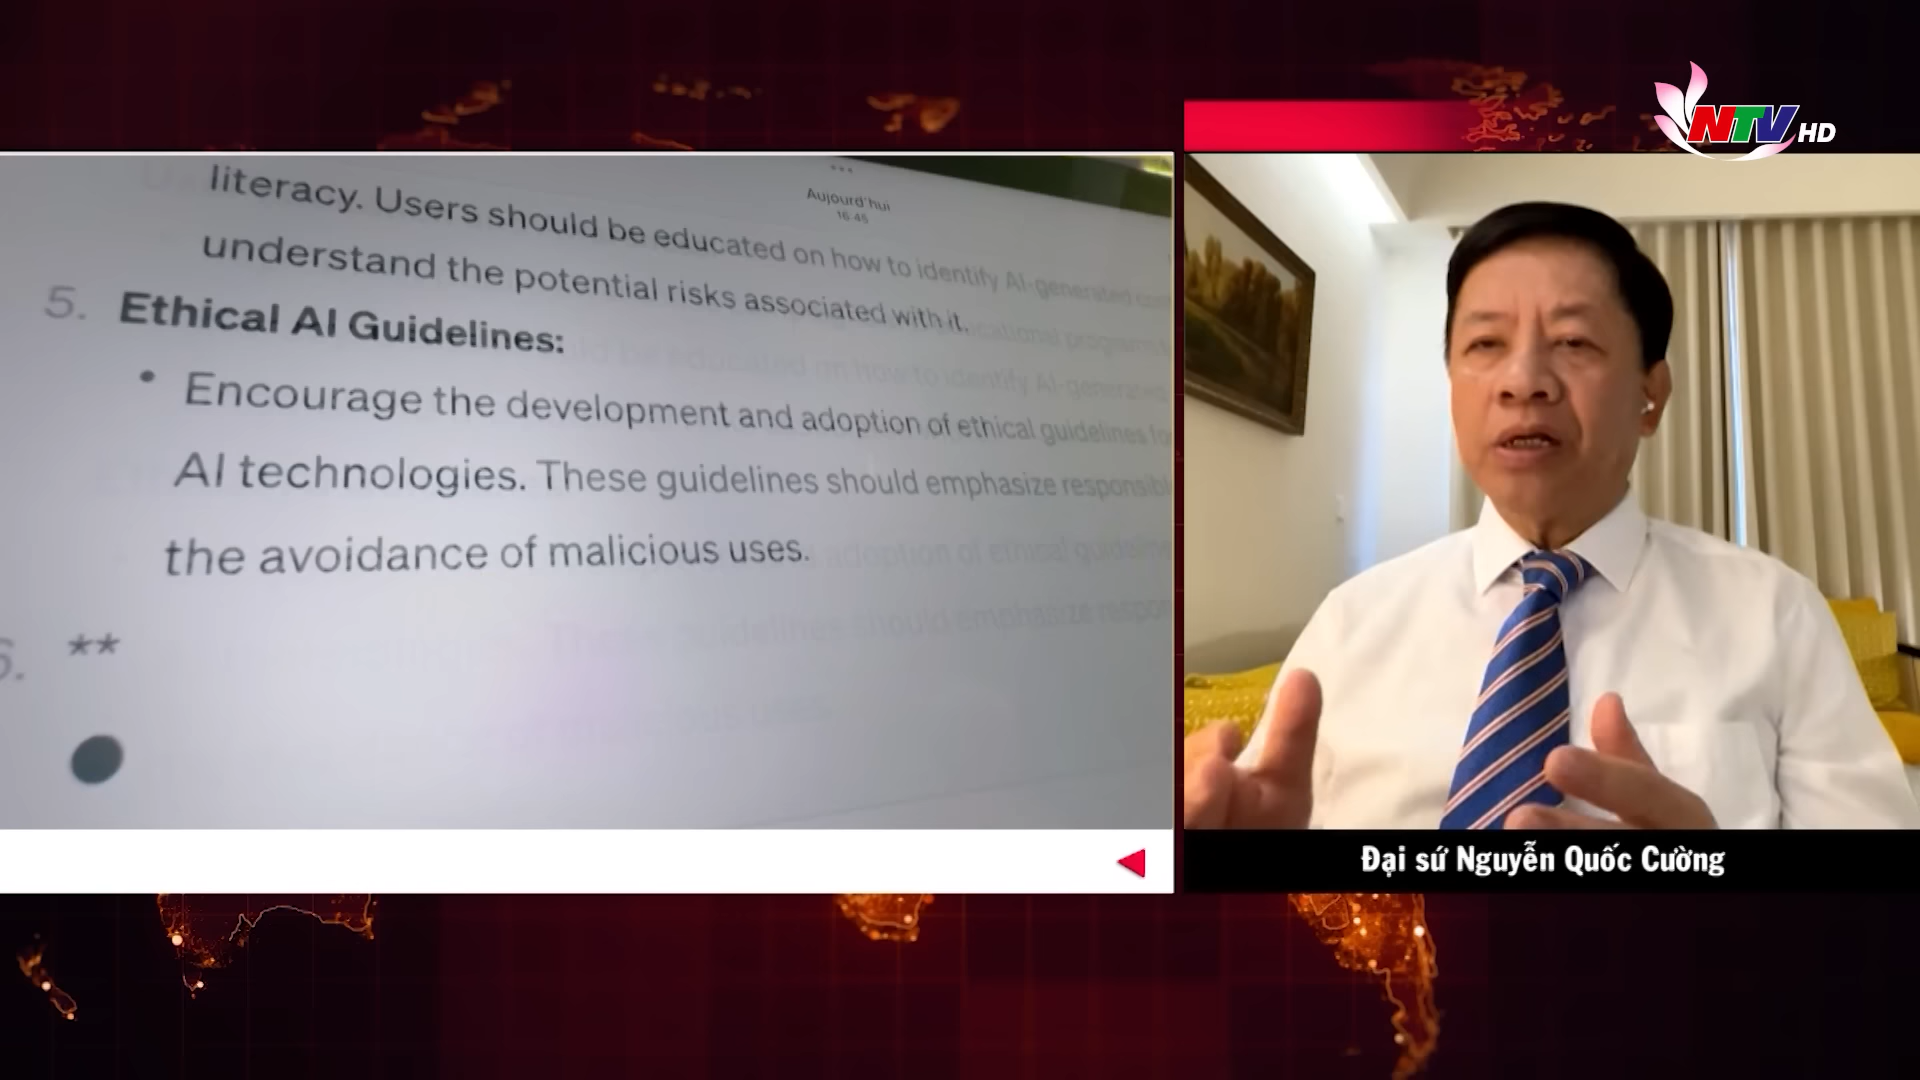 NTV HD
Aujourd'hui
16:45
literacy. Users should be educated on how to identify AI-generated
understand the potential risks associated with it.
5. Ethical AI Guidelines:
• Encourage the development and adoption of ethical guidelines for
AI technologies. These guidelines should emphasize
the avoidance of malicious uses.
6. **
Đại sứ Nguyễn Quốc Cường